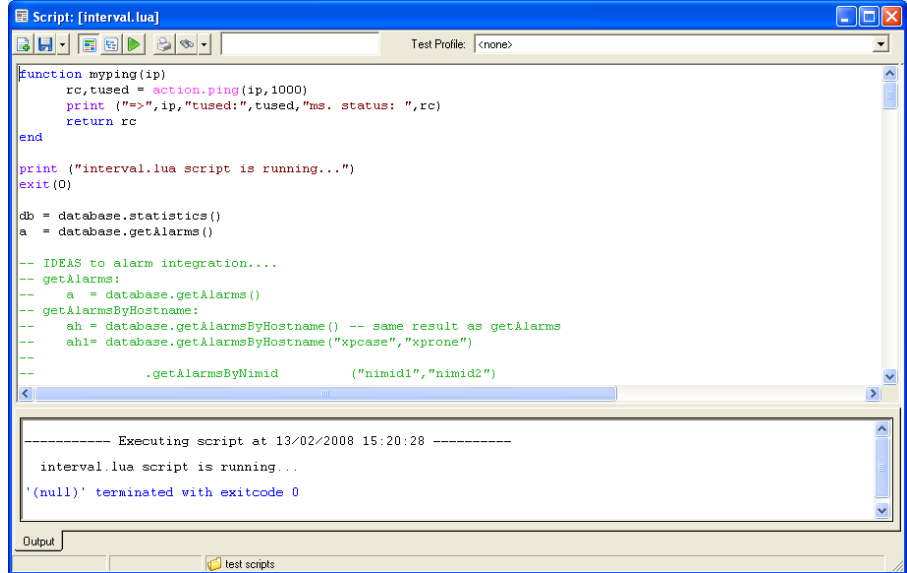 Script: [interval.lua]
Test Profile: <none>
function myping(ip)
rc,tused = action.ping(ip,1000)
print ("=>",ip,"tused:",tused,"ms. status: ",rc)
return rc
end
print ("interval.lua script is running...")
exit(0)
db = database.statistics()
a  = database.getAlarms()
-- IDEAS to alarm integration....
-- getAlarms:
--    a  = database.getAlarms()
-- getAlarmsByHostname:
--    ah = database.getAlarmsByHostname() -- same result as getAlarms
--    ah1= database.getAlarmsByHostname("xpcase","xprone")
--
--              .getAlarmsByNimid         ("nimid1","nimid2")
----------- Executing script at 13/02/2008 15:20:28 ----------
interval.lua script is running...
'(null)' terminated with exitcode 0
Output
test scripts